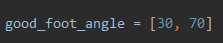 good_foot_angle = [30, 70]